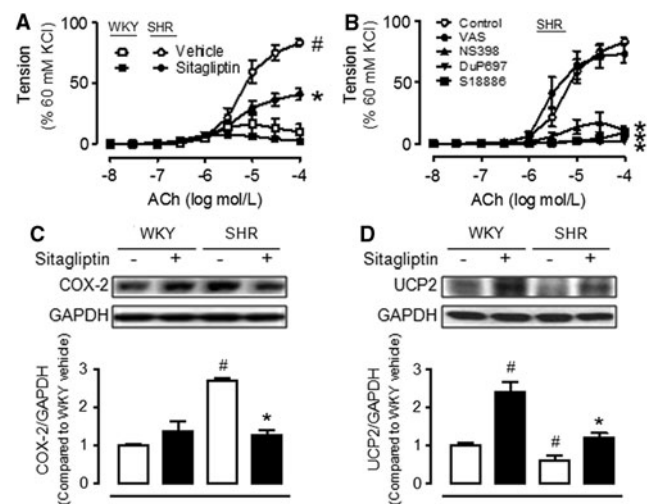 A
WKY SHR
Vehicle
Sitagliptin
#
*
Tension
(% 60 mM KCl)
100
50
0
-8 -7 -6 -5 -4
ACh (log mol/L)
B
Control
SHR
VAS
NS398
DuP697
S18886
***
Tension
(% 60 mM KCl)
100
50
0
-8 -7 -6 -5 -4
ACh (log mol/L)
C
WKY SHR
Sitagliptin - + - +
COX-2
GAPDH
COX-2/GAPDH
(Compared to WKY vehicle)
3
2
1
0
#
*
D
WKY SHR
Sitagliptin - + - +
UCP2
GAPDH
UCP2/GAPDH
(Compared to WKY vehicle)
3
2
1
0
#
#
*